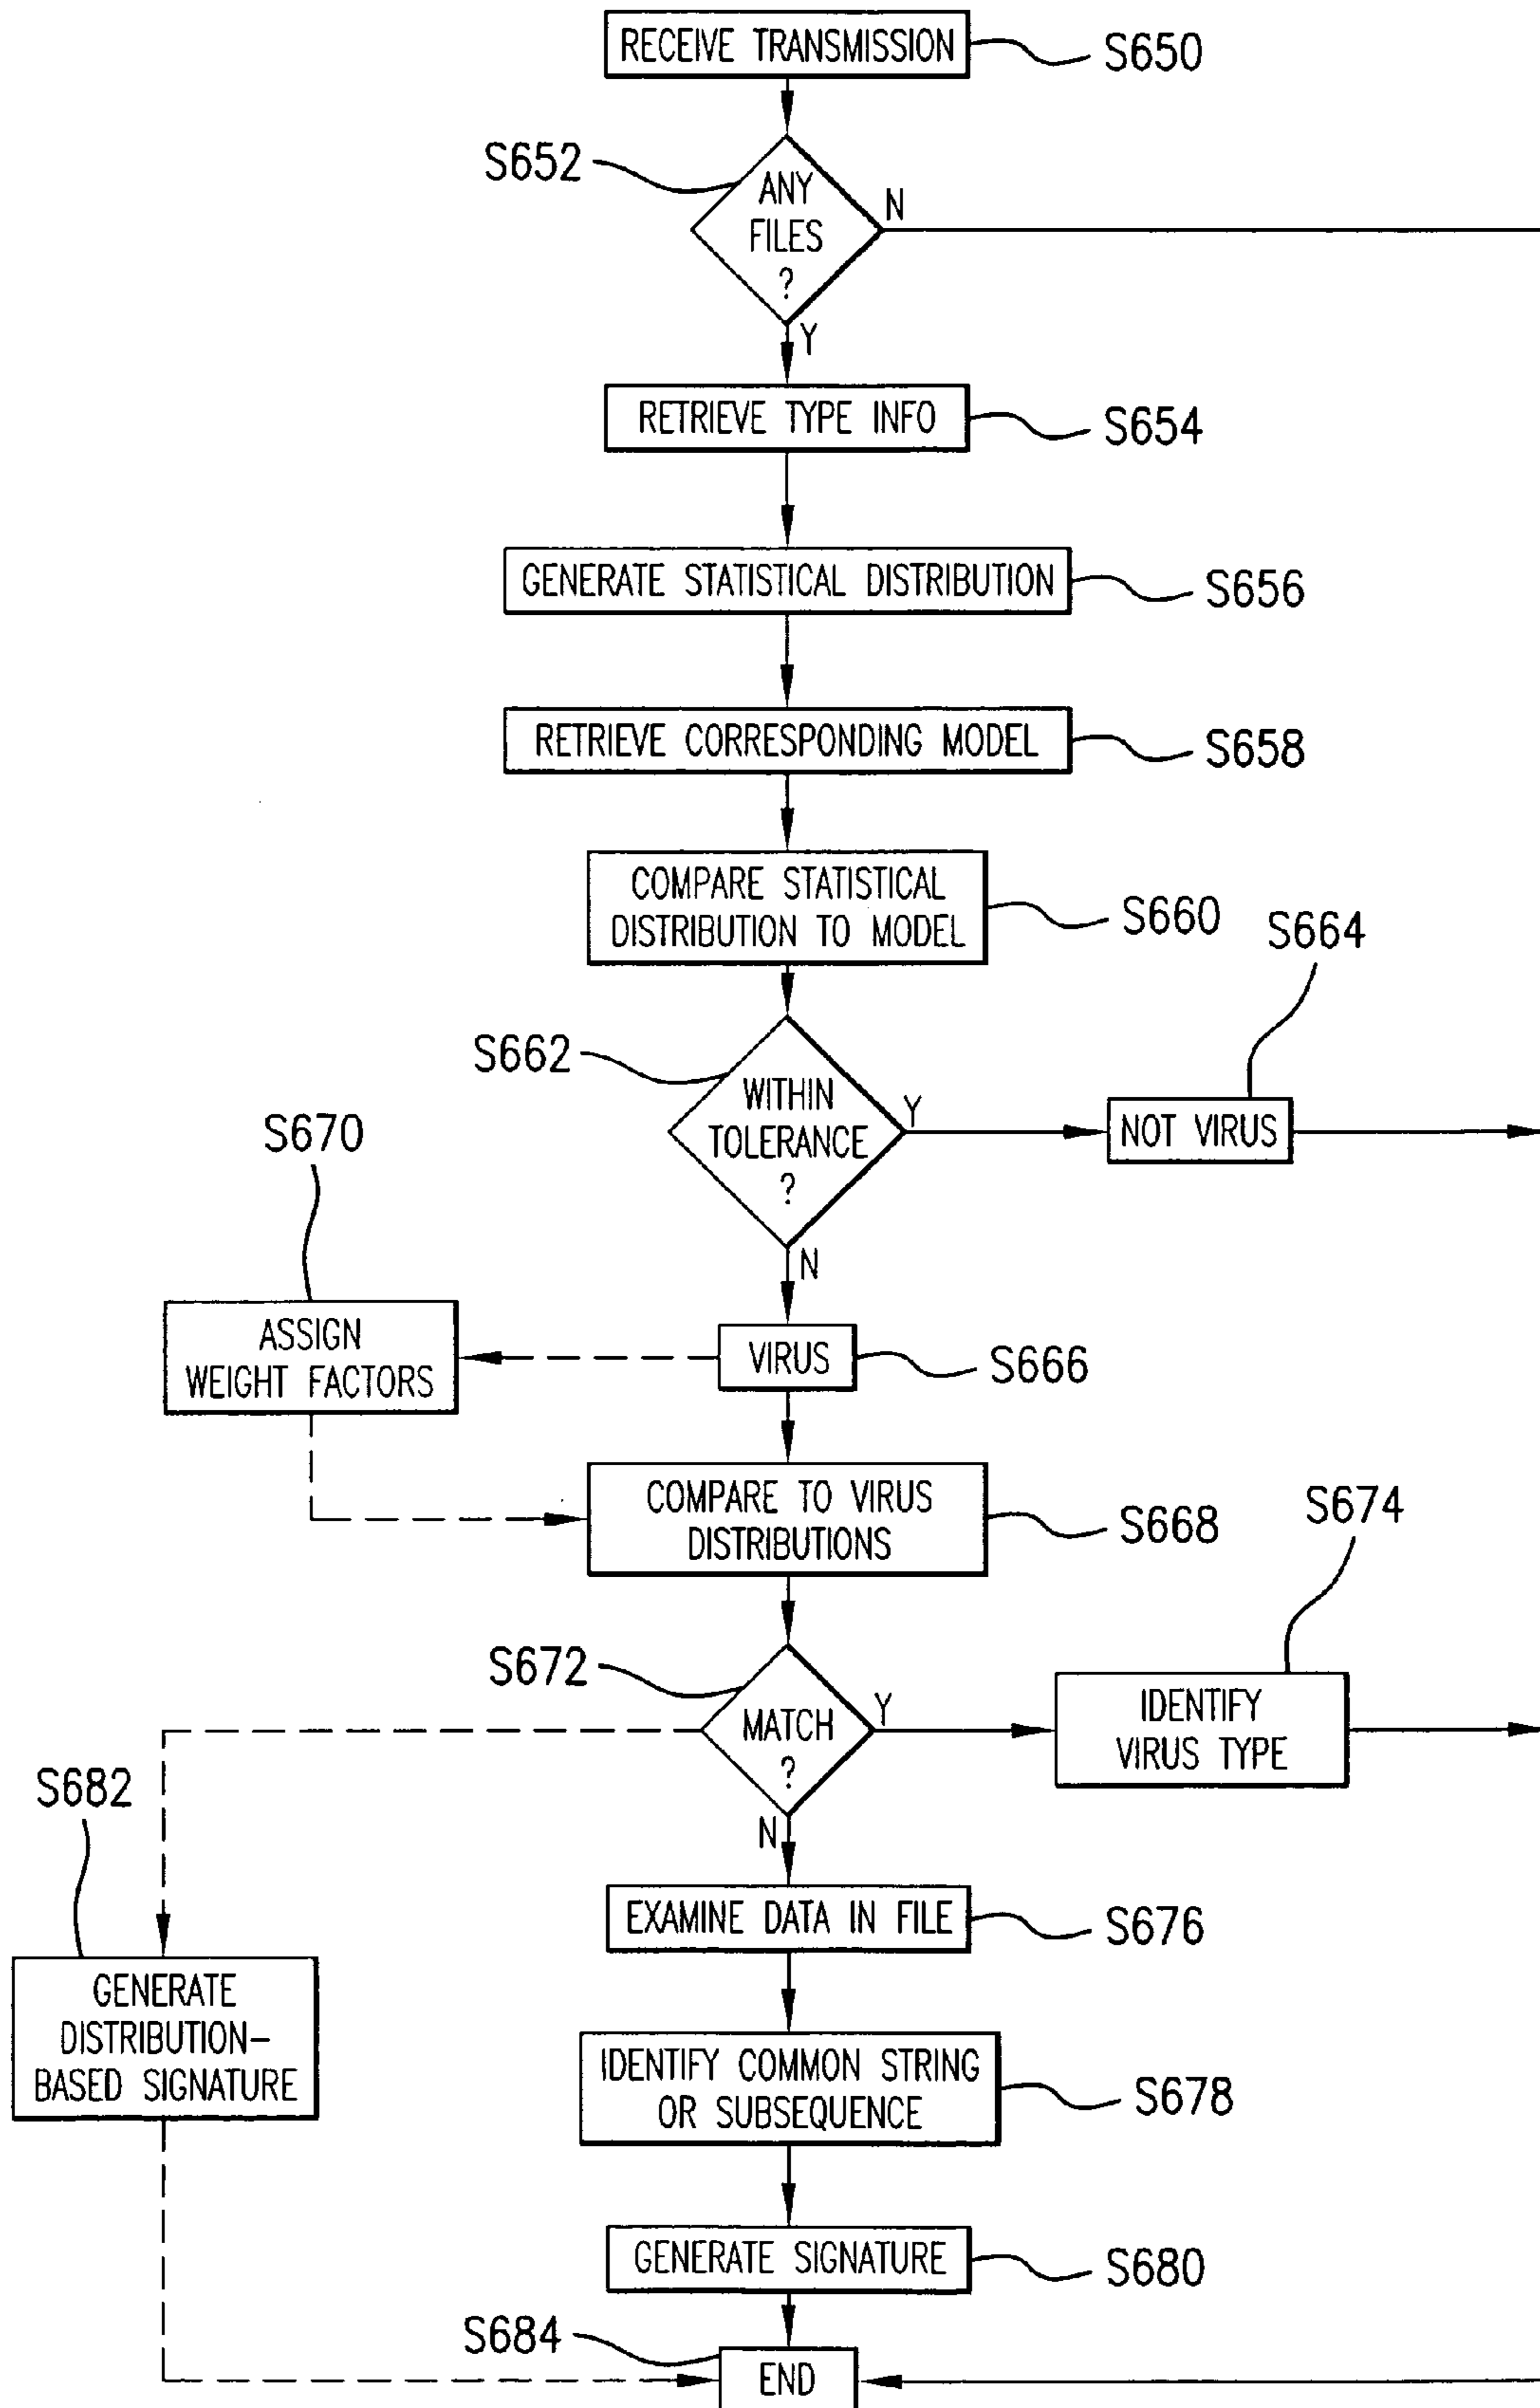 RECEIVE TRANSMISSION
S650
S652
ANY
FILES
?
N
Y
RETRIEVE TYPE INFO
S654
GENERATE STATISTICAL DISTRIBUTION
S656
RETRIEVE CORRESPONDING MODEL
S658
COMPARE STATISTICAL
DISTRIBUTION TO MODEL
S660
S664
S662
WITHIN
TOLERANCE
?
Y
NOT VIRUS
N
S670
ASSIGN
WEIGHT FACTORS
VIRUS
S666
COMPARE TO VIRUS
DISTRIBUTIONS
S668
S674
S672
MATCH
?
Y
IDENTIFY
VIRUS TYPE
N
S682
GENERATE
DISTRIBUTION-
BASED SIGNATURE
EXAMINE DATA IN FILE
S676
IDENTIFY COMMON STRING
OR SUBSEQUENCE
S678
GENERATE SIGNATURE
S680
S684
END